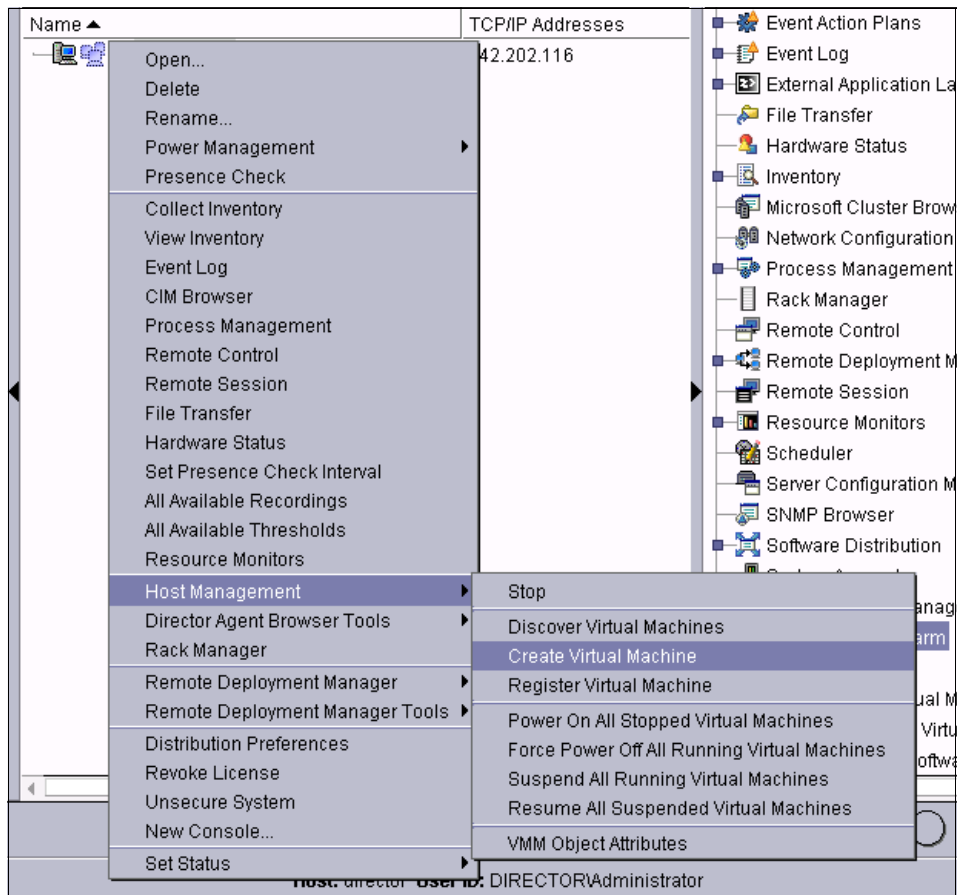 Name
TCP/IP Addresses
42.202.116
Open...
Delete
Rename...
Power Management
Presence Check
Collect Inventory
View Inventory
Event Log
CIM Browser
Process Management
Remote Control
Remote Session
File Transfer
Hardware Status
Set Presence Check Interval
All Available Recordings
All Available Thresholds
Resource Monitors
Host Management
Director Agent Browser Tools
Rack Manager
Remote Deployment Manager
Remote Deployment Manager Tools
Distribution Preferences
Revoke License
Unsecure System
New Console...
Set Status
Stop
Discover Virtual Machines
Create Virtual Machine
Register Virtual Machine
Power On All Stopped Virtual Machines
Force Power Off All Running Virtual Machines
Suspend All Running Virtual Machines
Resume All Suspended Virtual Machines
VMM Object Attributes
Event Action Plans
Event Log
External Application La
File Transfer
Hardware Status
Inventory
Microsoft Cluster Brow
Network Configuration
Process Management
Rack Manager
Remote Control
Remote Deployment M
Remote Session
Resource Monitors
Scheduler
Server Configuration M
SNMP Browser
Software Distribution
anag
arm
ual M
Virtu
oftwa
Host: director User ID: DIRECTOR\Administrator